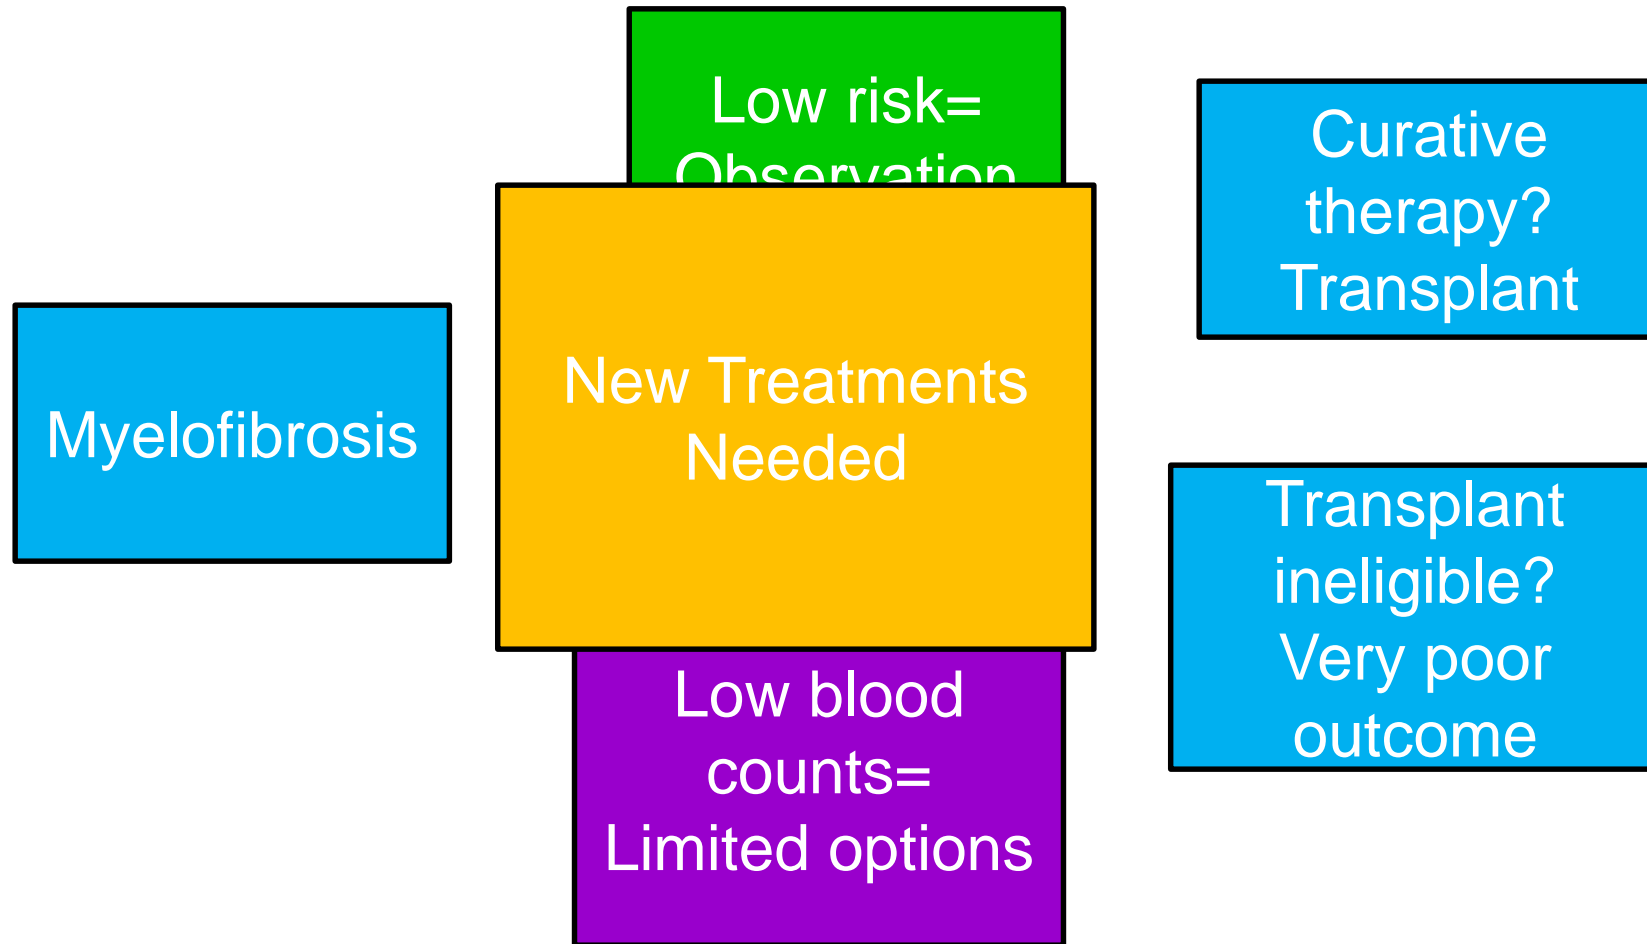 Myelofibrosis
Low risk=
Observation
New Treatments
Needed
Low blood
counts=
Limited options
Curative
therapy?
Transplant
Transplant
ineligible?
Very poor
outcome